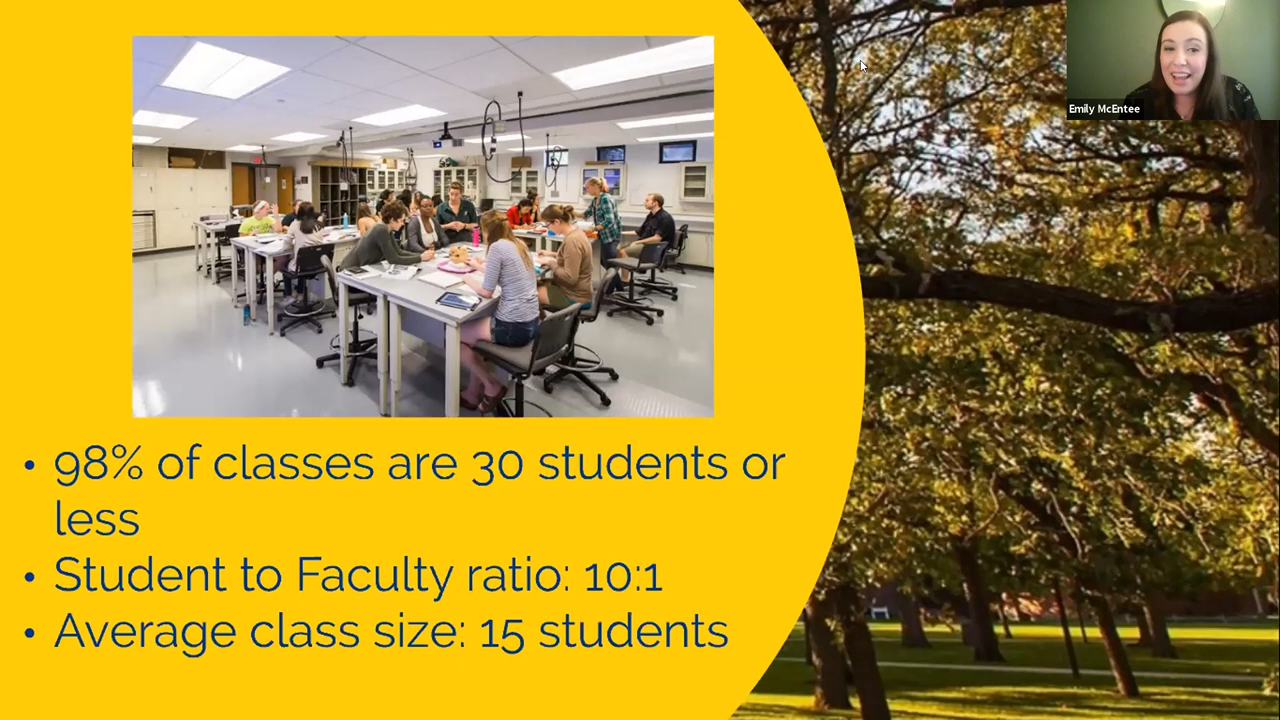 Emily McEntee
• 98% of classes are 30 students or
less
• Student to Faculty ratio: 10:1
• Average class size: 15 students